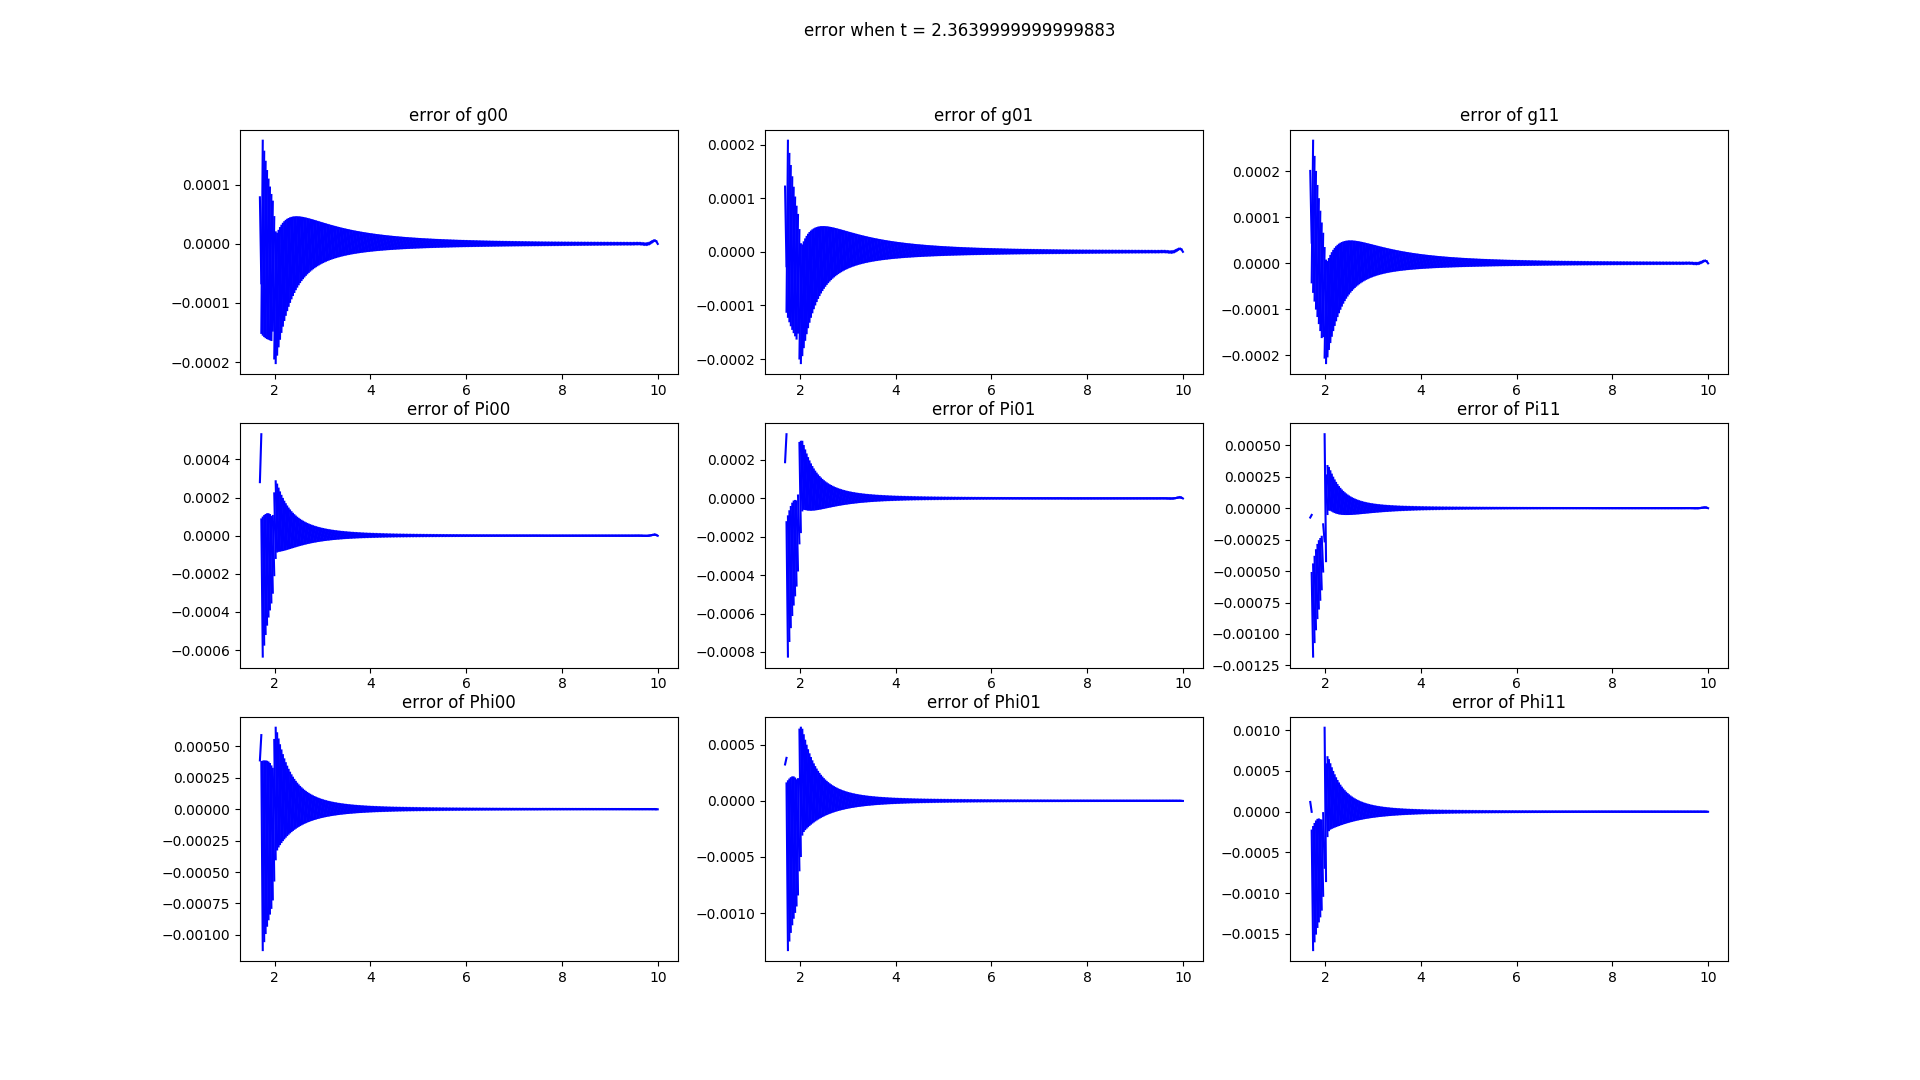 error when t = 2.3639999999999883
error of g00
error of g01
error of g11
0.0001
0.0000
−0.0001
−0.0002
2 4 6 8 10
0.0002
0.0001
0.0000
−0.0001
−0.0002
2 4 6 8 10
0.0002
0.0001
0.0000
−0.0001
−0.0002
2 4 6 8 10
error of Pi00
error of Pi01
error of Pi11
0.0004
0.0002
0.0000
−0.0002
−0.0004
−0.0006
2 4 6 8 10
0.0002
0.0000
−0.0002
−0.0004
−0.0006
−0.0008
2 4 6 8 10
0.00050
0.00025
0.00000
−0.00025
−0.00050
−0.00075
−0.00100
−0.00125
2 4 6 8 10
error of Phi00
error of Phi01
error of Phi11
0.00050
0.00025
0.00000
−0.00025
−0.00050
−0.00075
−0.00100
2 4 6 8 10
0.0005
0.0000
−0.0005
−0.0010
2 4 6 8 10
0.0010
0.0005
0.0000
−0.0005
−0.0010
−0.0015
2 4 6 8 10